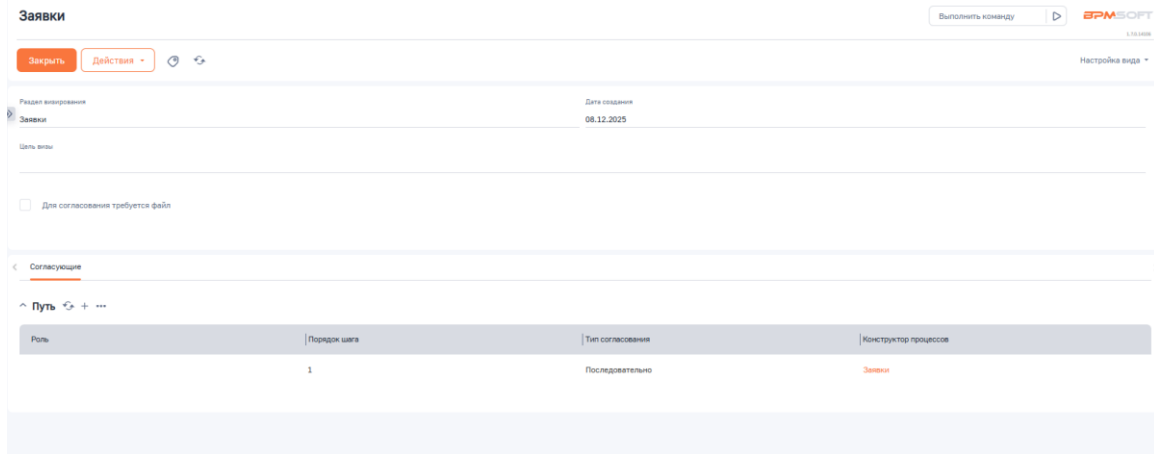 Заявки
Выполнить команду
BPMSOFT
Закрыть
Действия
Настройка вида
Раздел визирования
Дата создания
Заявки
08.12.2025
Цель визы
Для согласования требуется файл
Согласующие
Путь
Роль
Порядок шага
Тип согласования
Конструктор процессов
1
Последовательно
Заявки